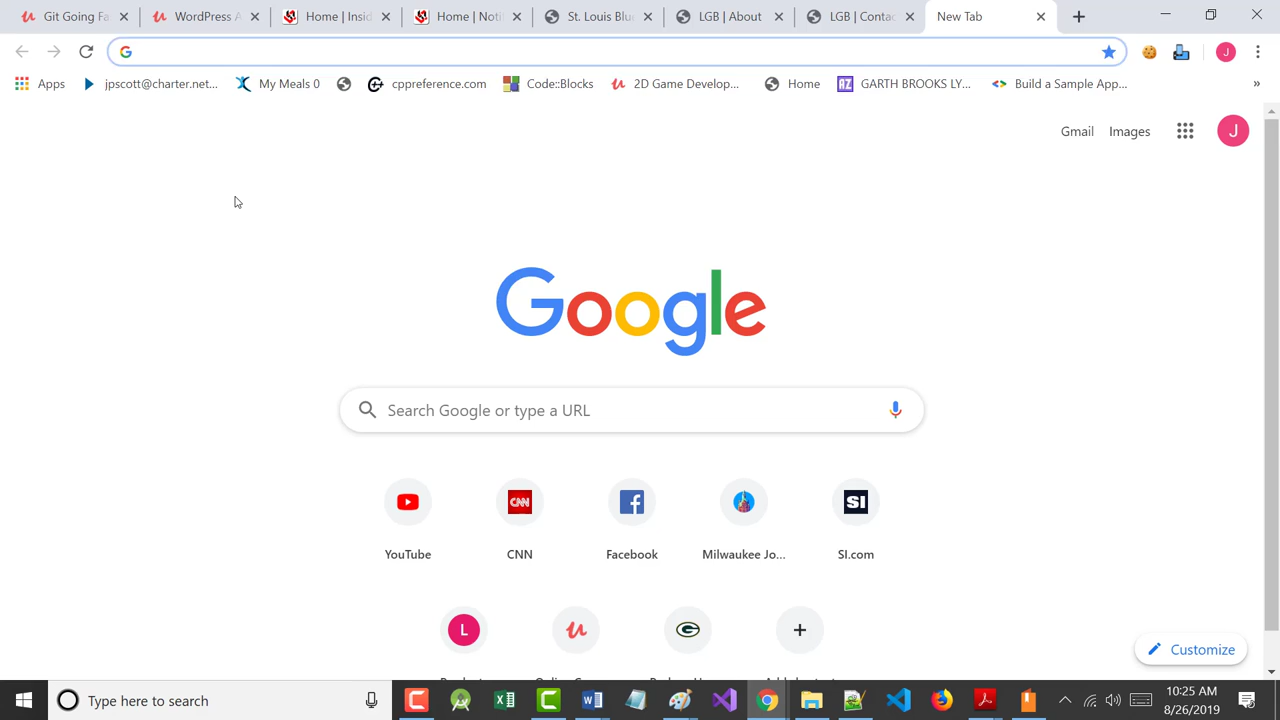 Git Going Fa
WordPress A
Home | Insid
Home | Noti
St. Louis Blu
LGB | About
LGB | Contac
New Tab
Apps
jpscott@charter.net...
My Meals 0
cppreference.com
Code::Blocks
2D Game Develop...
Home
GARTH BROOKS LY...
Build a Sample App...
»
Gmail
Images
J
Google
Search Google or type a URL
YouTube
CNN
Facebook
Milwaukee Jo...
SI.com
L
Customize
Type here to search
10:25 AM
8/26/2019